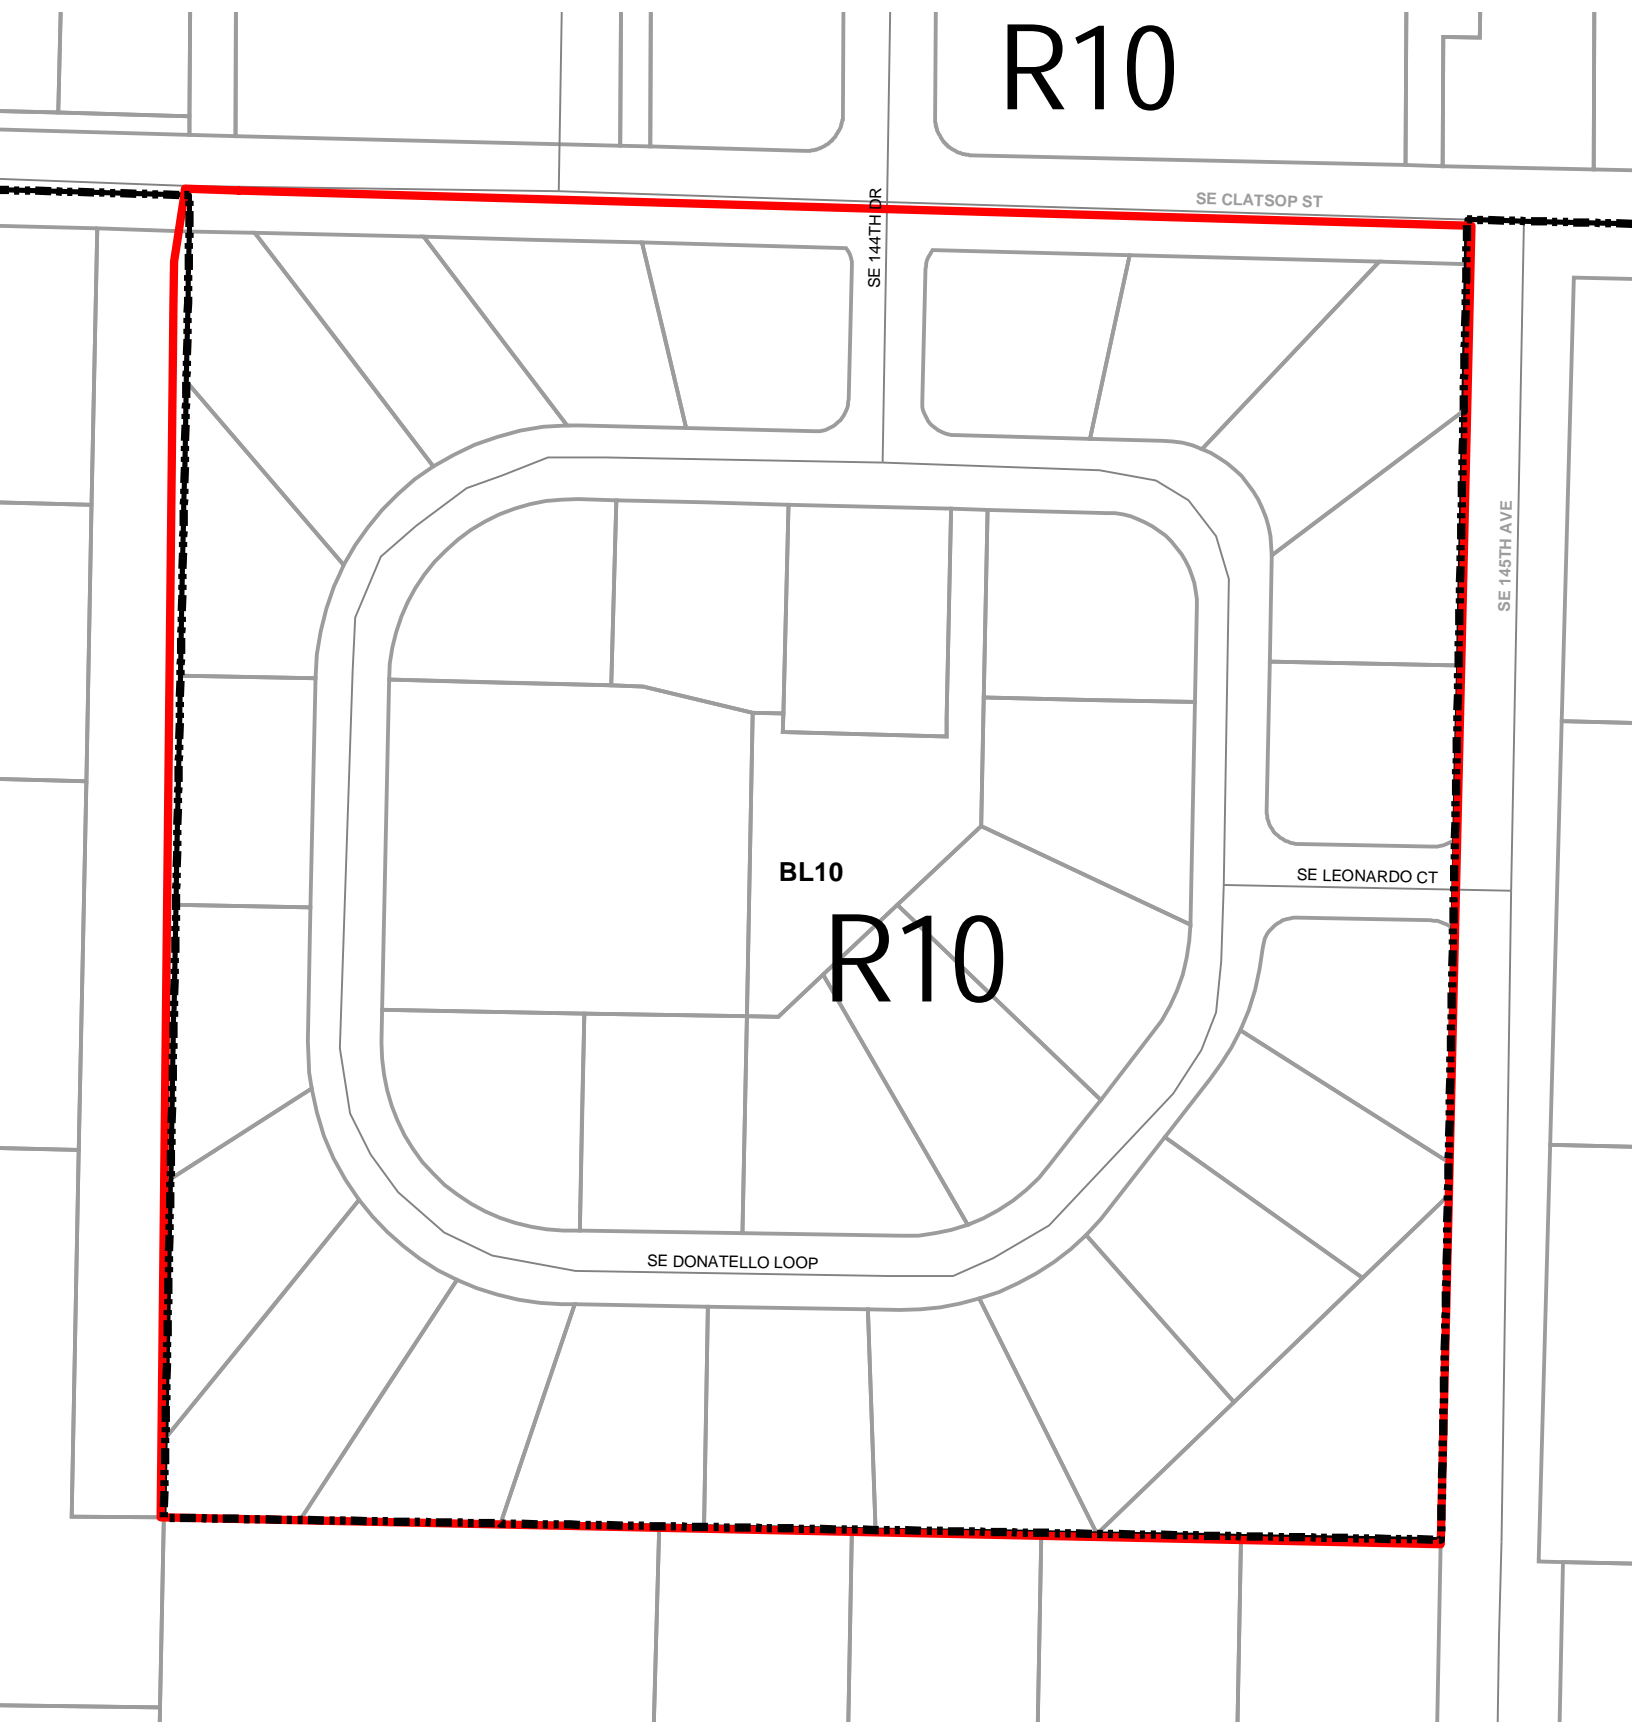 R10
SE CLATSOP ST
SE 144TH DR
SE 145TH AVE
BL10
SE LEONARDO CT
R10
SE DONATELLO LOOP